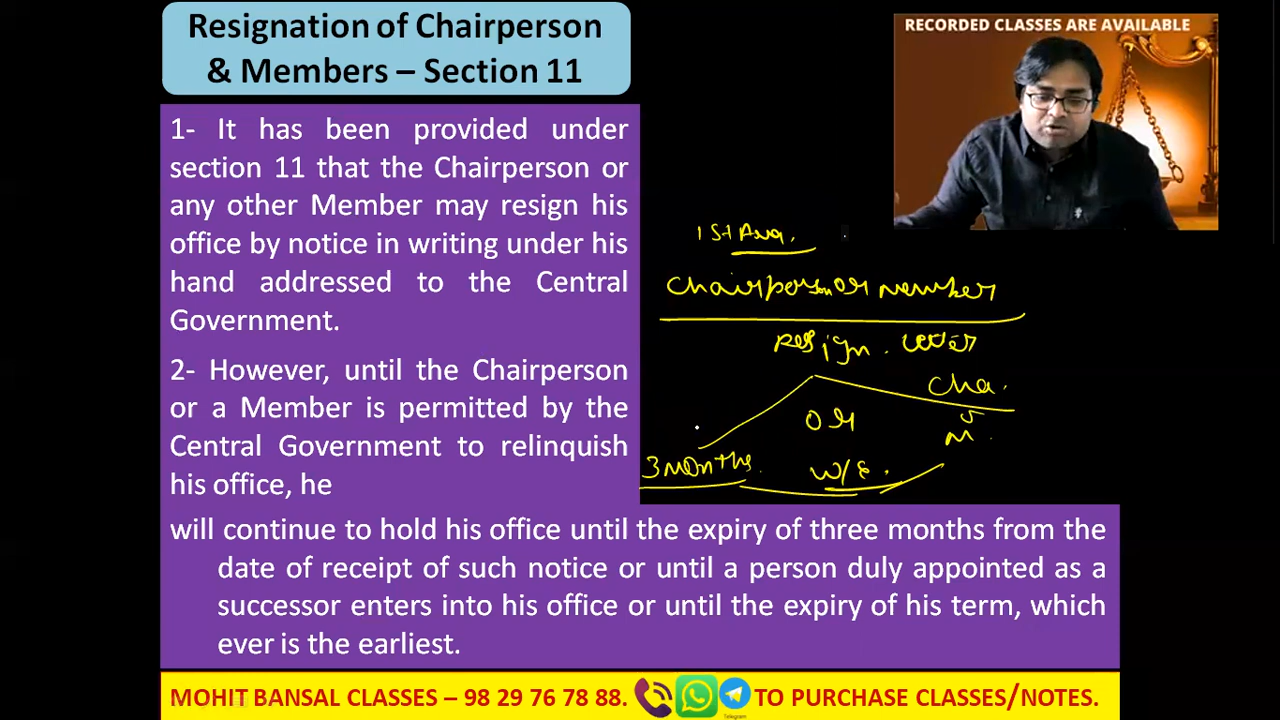 Resignation of Chairperson
& Members – Section 11
RECORDED CLASSES ARE AVAILABLE
1- It has been provided under
section 11 that the Chairperson or
any other Member may resign his
office by notice in writing under his
hand addressed to the Central
Government.
2- However, until the Chairperson
or a Member is permitted by the
Central Government to relinquish
his office, he
1st Aug.
Chairperson or member
Resign. letter
Cha.
or
M
3 months.
W/E.
will continue to hold his office until the expiry of three months from the
date of receipt of such notice or until a person duly appointed as a
successor enters into his office or until the expiry of his term, which
ever is the earliest.
MOHIT BANSAL CLASSES – 98 29 76 78 88. TO PURCHASE CLASSES/NOTES.
Telegram